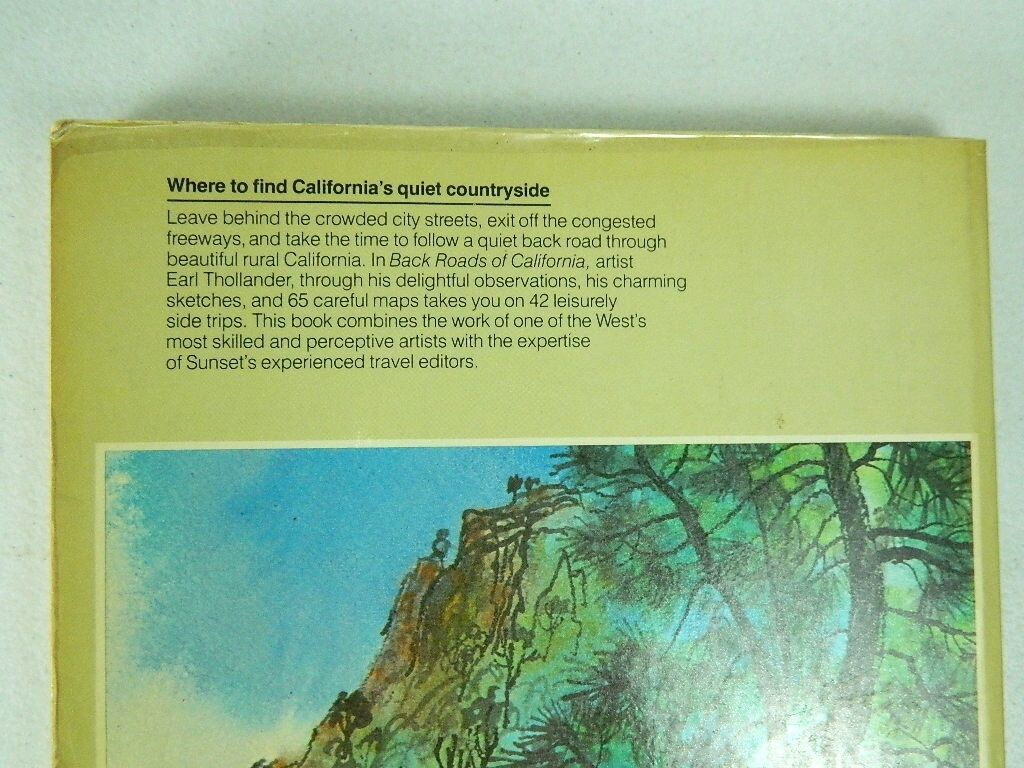 Where to find California's quiet countryside
Leave behind the crowded city streets, exit off the congested
freeways, and take the time to follow a quiet back road through
beautiful rural California. In Back Roads of California, artist
Earl Thollander, through his delightful observations, his charming
sketches, and 65 careful maps takes you on 42 leisurely
side trips. This book combines the work of one of the West's
most skilled and perceptive artists with the expertise
of Sunset's experienced travel editors.